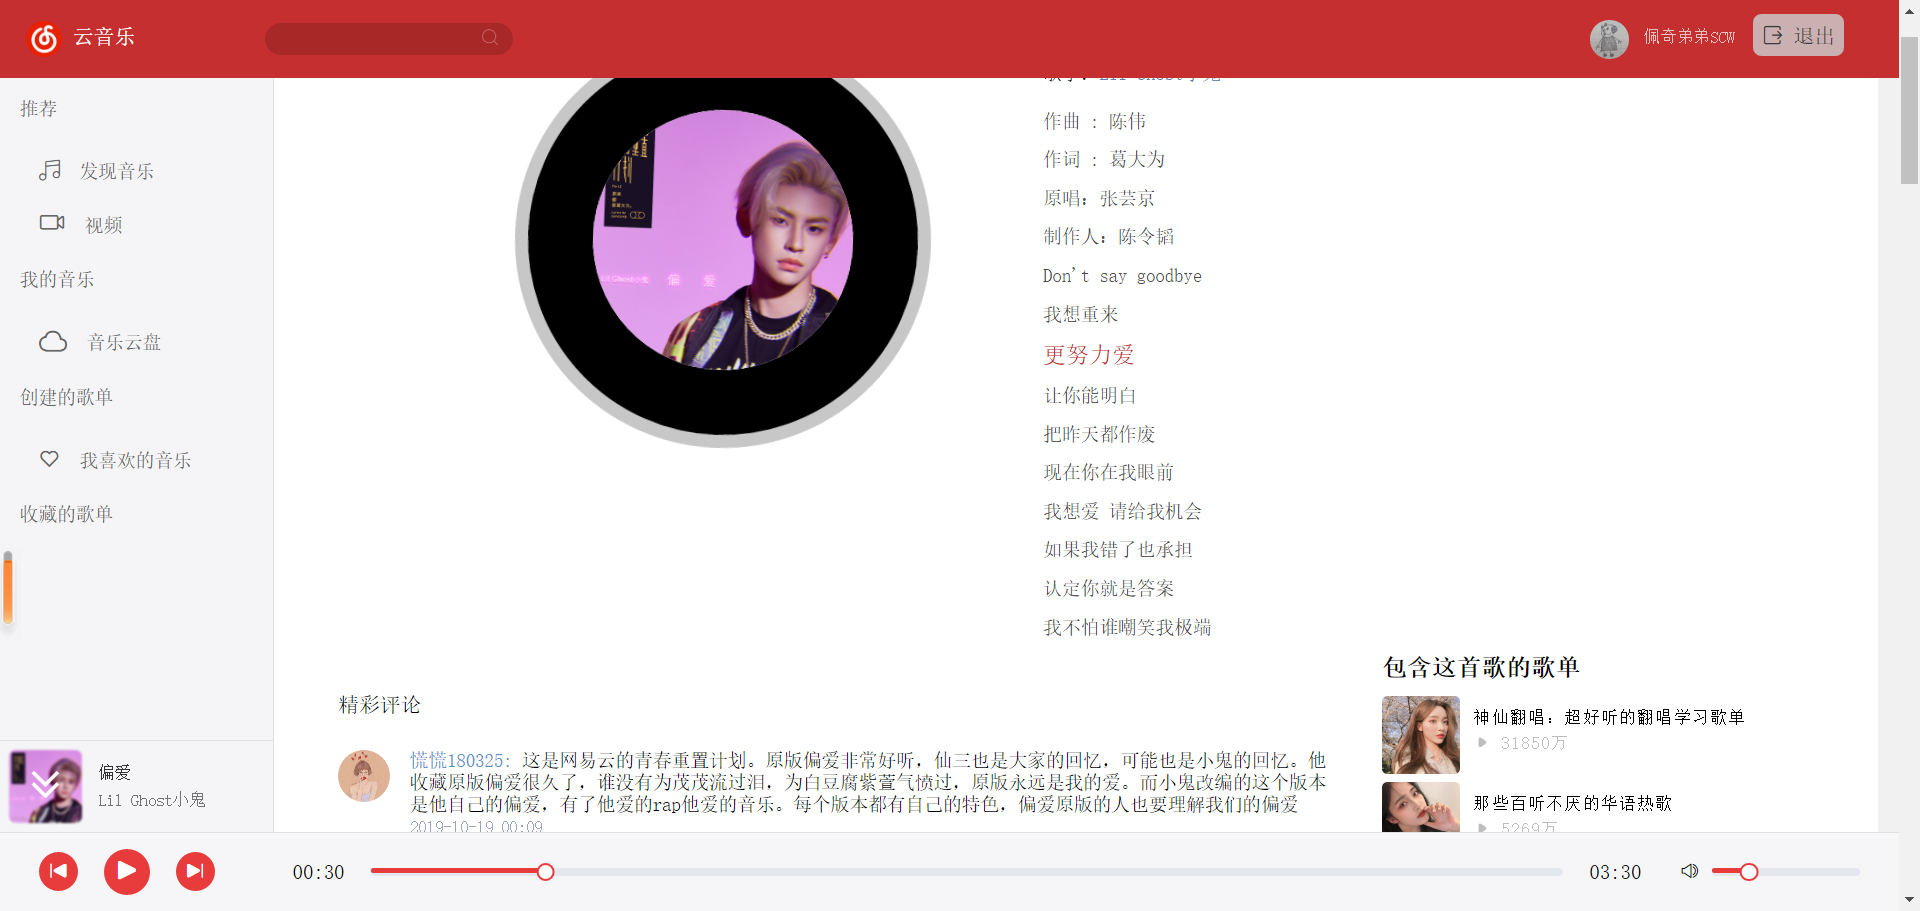 云音乐
佩奇弟弟scw
退出
推荐
发现音乐
视频
我的音乐
音乐云盘
创建的歌单
我喜欢的音乐
收藏的歌单
作曲 : 陈伟
作词 : 葛大为
原唱：张芸京
制作人：陈令韬
Don't say goodbye
我想重来
更努力爱
让你能明白
把昨天都作废
现在你在我眼前
我想爱 请给我机会
如果我错了也承担
认定你就是答案
我不怕谁嘲笑我极端
Lil Ghost小鬼 偏 爱
包含这首歌的歌单
神仙翻唱：超好听的翻唱学习歌单
31850万
那些百听不厌的华语热歌
5269万
精彩评论
慌慌180325: 这是网易云的青春重置计划。原版偏爱非常好听，仙三也是大家的回忆，可能也是小鬼的回忆。他
收藏原版偏爱很久了，谁没有为茂茂流过泪，为白豆腐紫萱气愤过，原版永远是我的爱。而小鬼改编的这个版本
是他自己的偏爱，有了他爱的rap他爱的音乐。每个版本都有自己的特色，偏爱原版的人也要理解我们的偏爱
2019-10-19 00:09
偏爱
Lil Ghost小鬼
00:30
03:30